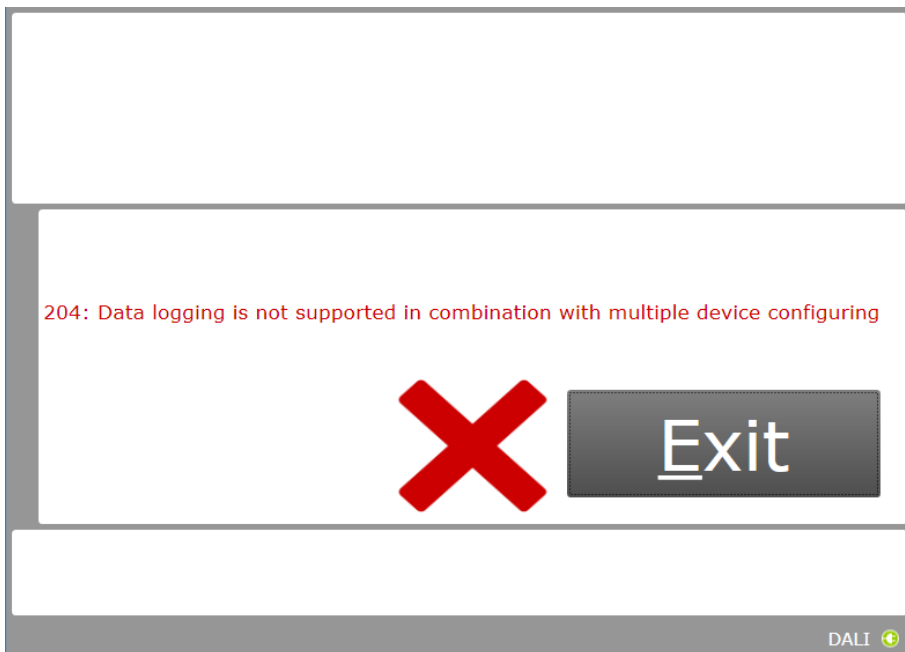 204: Data logging is not supported in combination with multiple device configuring
Exit
DALI